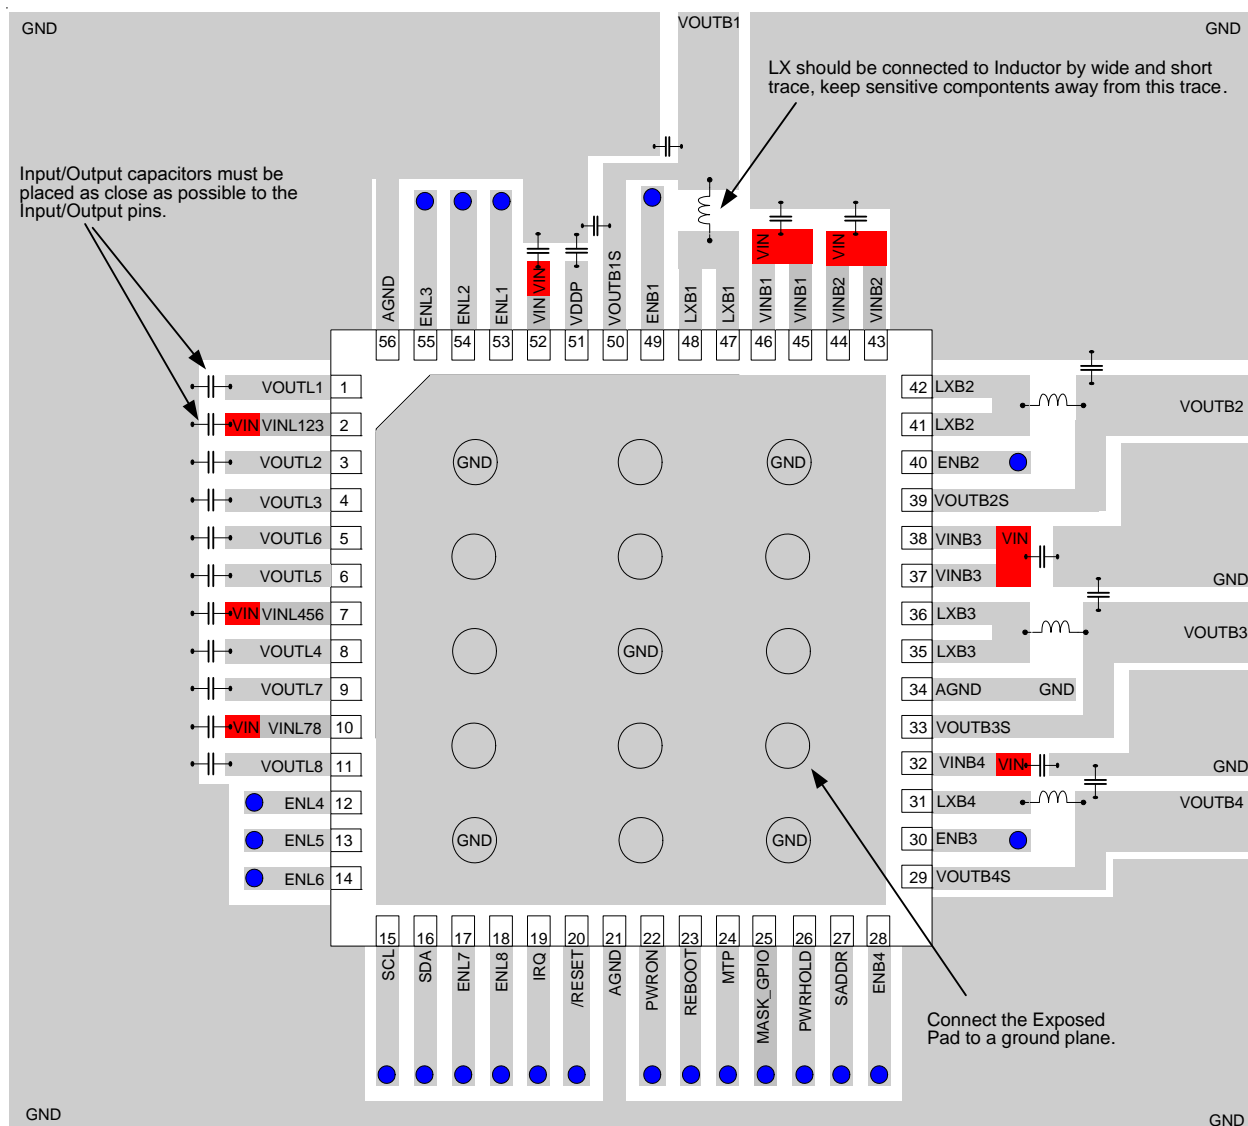 GND
VOUTB1
GND
LX should be connected to Inductor by wide and short
trace, keep sensitive compontents away from this trace.
Input/Output capacitors must be
placed as close as possible to the
Input/Output pins.
AGND
ENL3
ENL2
ENL1
VIN
VIN
VDDP
VOUTB1S
ENB1
LXB1
LXB1
VIN
VINB1
VINB1
VIN
VINB2
VINB2
56
55
54
53
52
51
50
49
48
47
46
45
44
43
VOUTL1
1
VIN
VINL123
2
VOUTL2
3
VOUTL3
4
VOUTL6
5
VOUTL5
6
VIN
VINL456
7
VOUTL4
8
VOUTL7
9
VIN
VINL78
10
VOUTL8
11
ENL4
12
ENL5
13
ENL6
14
GND
GND
GND
GND
GND
42
LXB2
VOUTB2
41
LXB2
40
ENB2
39
VOUTB2S
38
VINB3
VIN
37
VINB3
GND
36
LXB3
VOUTB3
35
LXB3
34
AGND
GND
33
VOUTB3S
32
VINB4
VIN
GND
31
LXB4
VOUTB4
30
ENB3
29
VOUTB4S
15
16
17
18
19
20
21
22
23
24
25
26
27
28
SCL
SDA
ENL7
ENL8
IRQ
/RESET
AGND
PWRON
REBOOT
MTP
MASK_GPIO
PWRHOLD
SADDR
ENB4
Connect the Exposed
Pad to a ground plane.
GND
GND